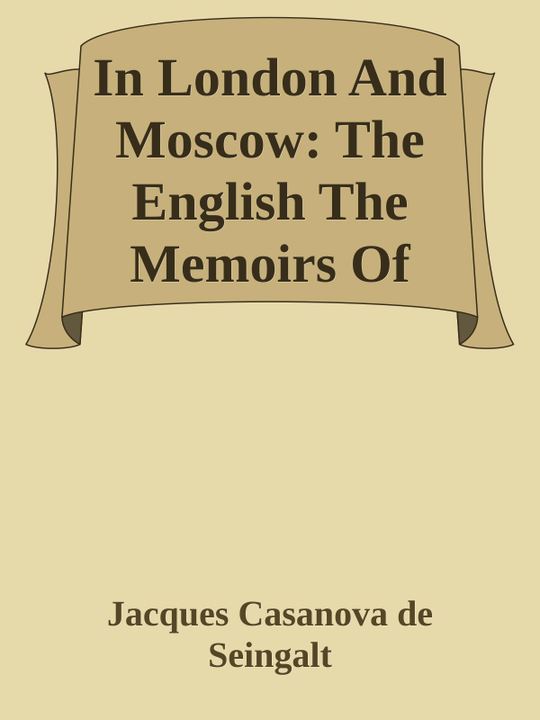 In London And
Moscow: The
English The
Memoirs Of
Jacques Casanova de
Seingalt